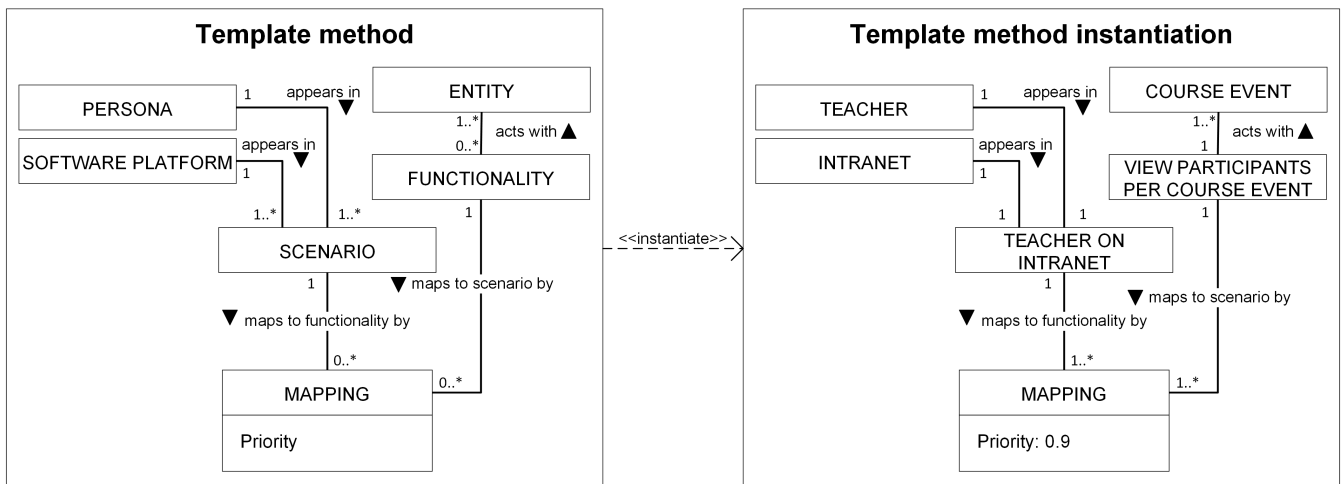 Template method
PERSONA
1
appears in ▼
ENTITY
1..*
acts with ▲
0..*
SOFTWARE PLATFORM
appears in
▼
1
FUNCTIONALITY
1
1..*
1..*
SCENARIO
1
▼ maps to scenario by
▼ maps to functionality by
0..*
0..*
MAPPING
Priority
<<instantiate>>
Template method instantiation
TEACHER
1
appears in ▼
COURSE EVENT
1..*
acts with ▲
1
INTRANET
appears in
▼
1
VIEW PARTICIPANTS
PER COURSE EVENT
1
1
1
TEACHER ON
INTRANET
1
▼ maps to scenario by
▼ maps to functionality by
1..*
1..*
MAPPING
Priority: 0.9